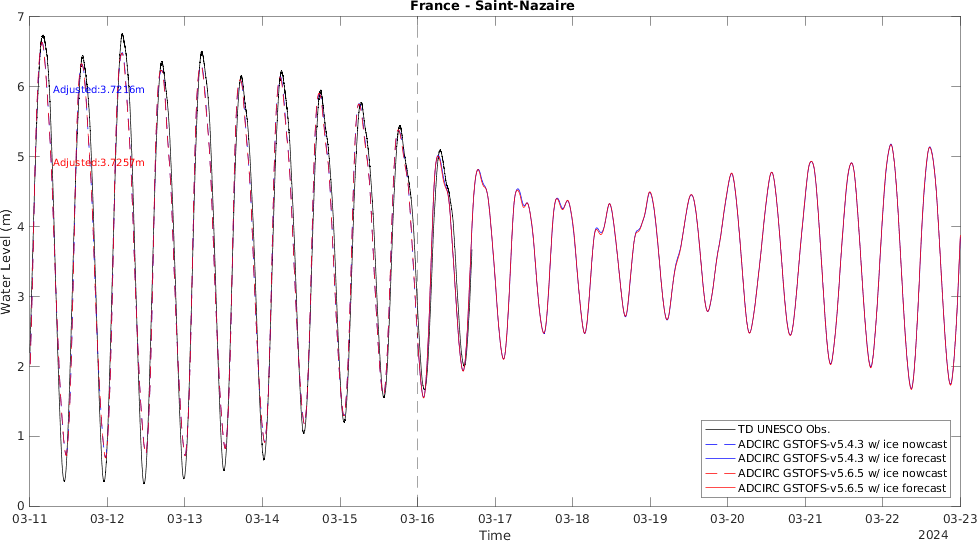 France - Saint-Nazaire
7
6
5
4
3
2
1
0
Water Level (m)
Adjusted:3.7216m
Adjusted:3.7257m
TD UNESCO Obs.
ADCIRC GSTOFS-v5.4.3 w/ ice nowcast
ADCIRC GSTOFS-v5.4.3 w/ ice forecast
ADCIRC GSTOFS-v5.6.5 w/ ice nowcast
ADCIRC GSTOFS-v5.6.5 w/ ice forecast
03-11 03-12 03-13 03-14 03-15 03-16 03-17 03-18 03-19 03-20 03-21 03-22 03-23
Time
2024